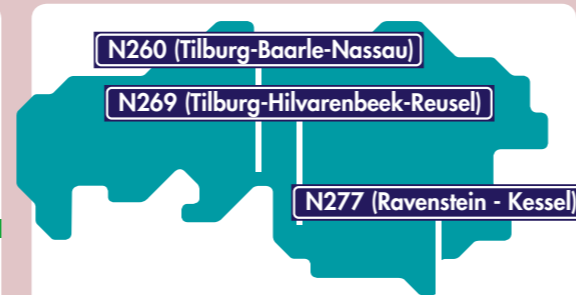 N260 (Tilburg-Baarle-Nassau)
N269 (Tilburg-Hilvarenbeek-Reusel)
N277 (Ravenstein - Kessel)